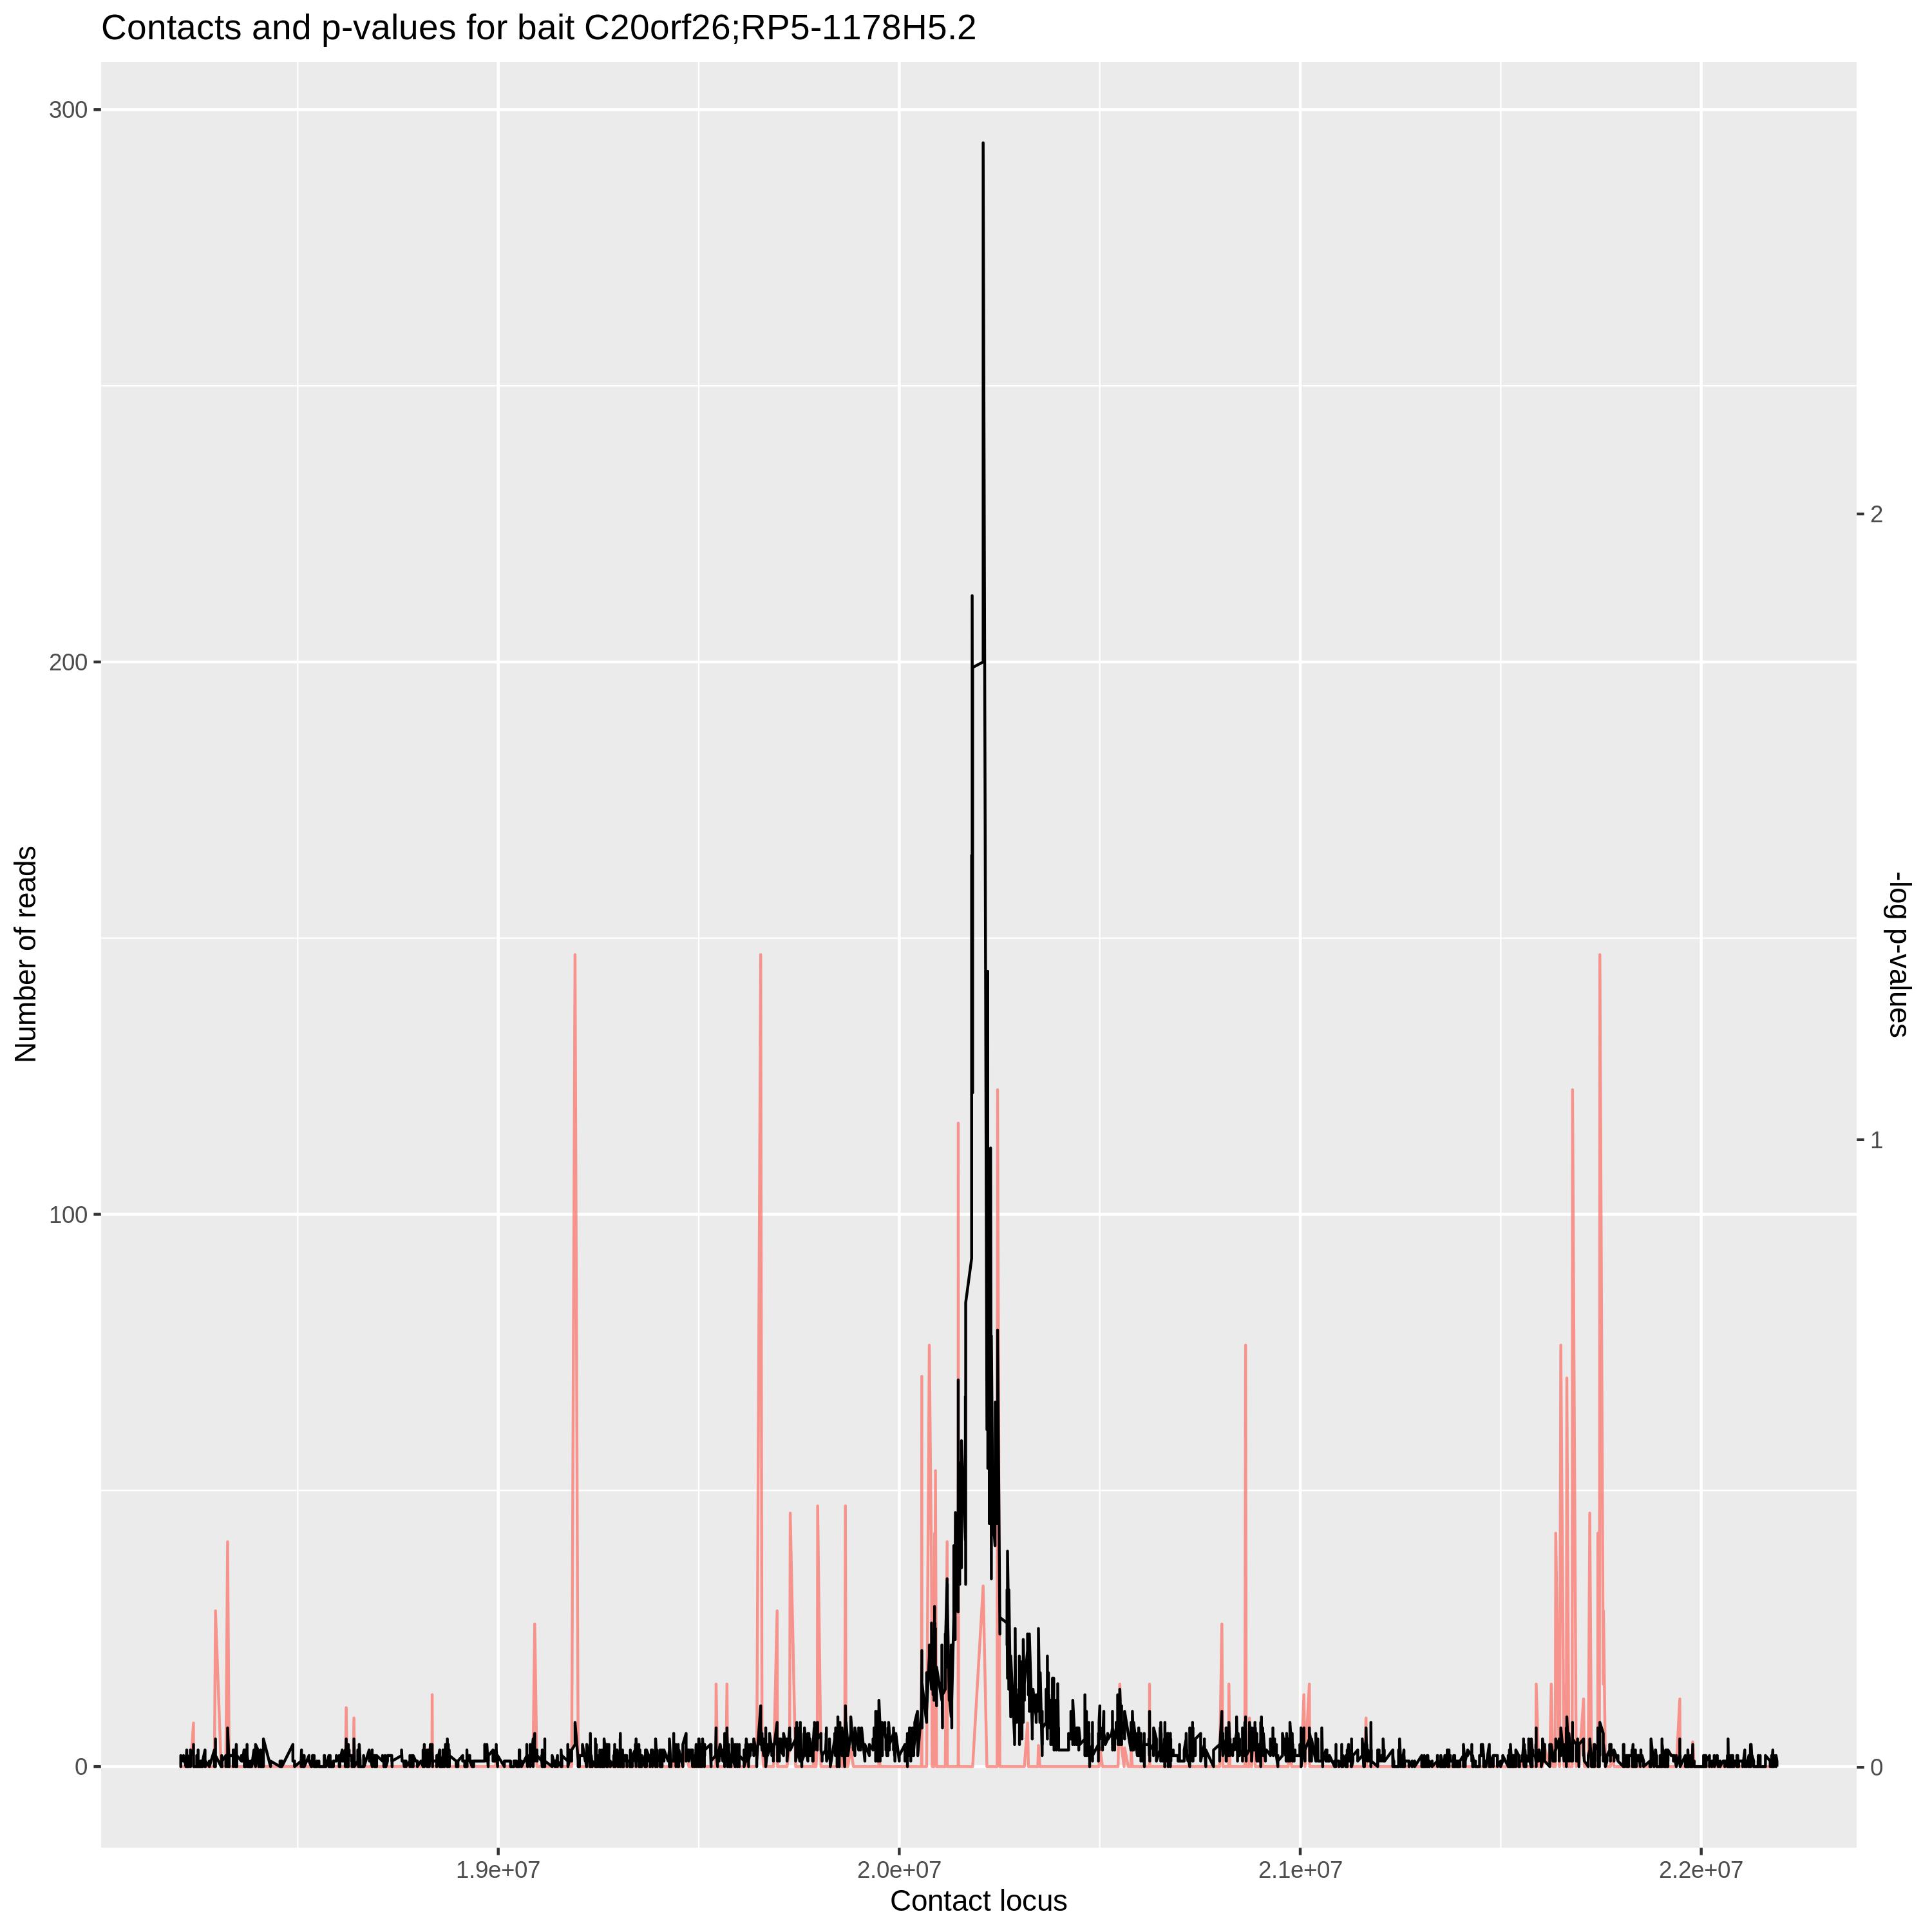 Contacts and p-values for bait C20orf26;RP5-1178H5.2
300
200
100
0
Number of reads
2
1
0
-log p-values
1.9e+07 2.0e+07 2.1e+07 2.2e+07
Contact locus